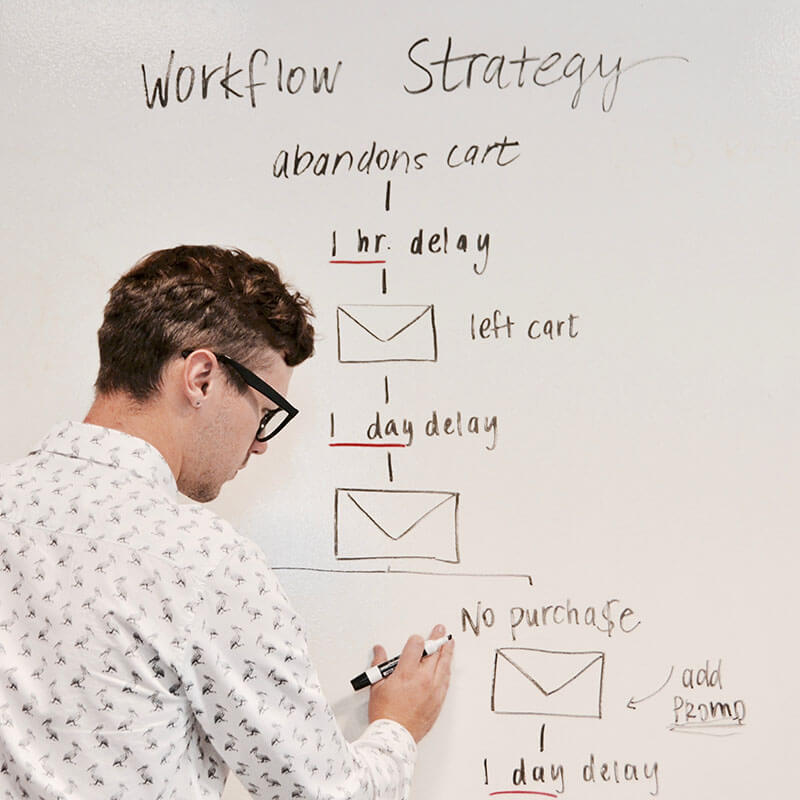 Workflow Strategy
abandons cart
1 hr. delay
left cart
1 day delay
No purcha$e
add
PROMO
1 day delay